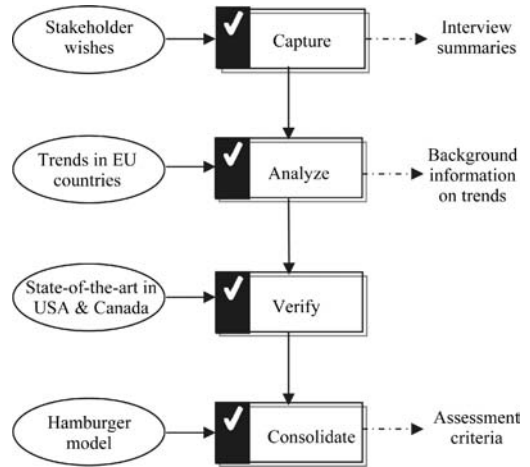 Stakeholder
wishes
Capture
Interview
summaries
Trends in EU
countries
Analyze
Background
information
on trends
State-of-the-art in
USA & Canada
Verify
Hamburger
model
Consolidate
Assessment
criteria